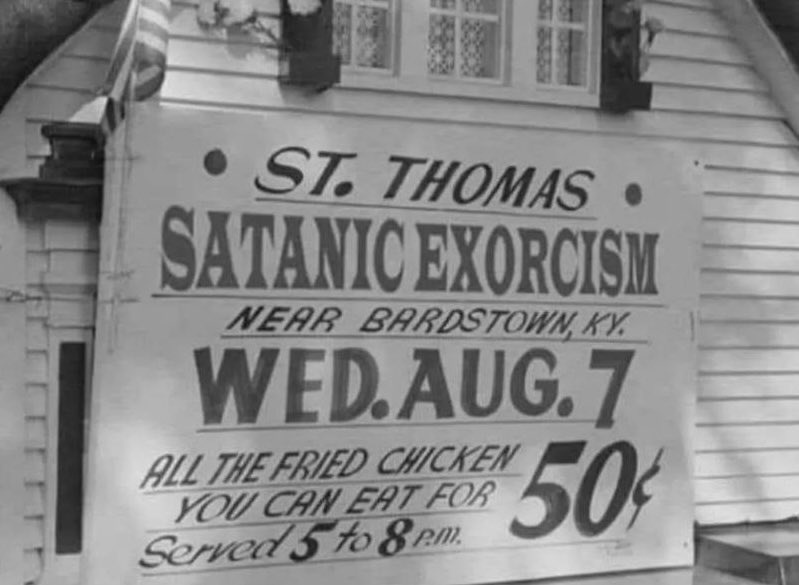 • ST. THOMAS •
SATANIC EXORCISM
NEAR BARDSTOWN, KY.
WED. AUG. 7
ALL THE FRIED CHICKEN
YOU CAN EAT FOR 50¢
Served 5 to 8 P.M.